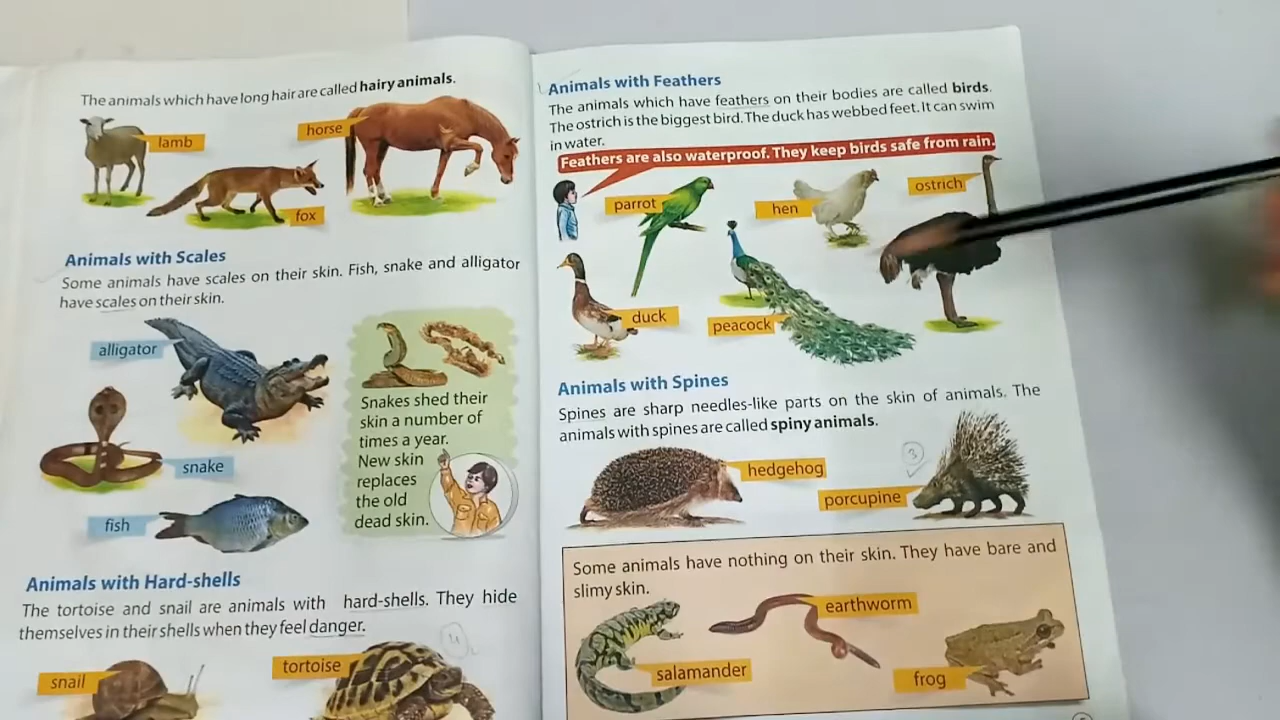 The animals which have long hair are called hairy animals.
lamb
horse
fox
Animals with Scales
Some animals have scales on their skin. Fish, snake and alligator
have scales on their skin.
alligator
snake
fish
Snakes shed their
skin a number of
times a year.
New skin
replaces
the old
dead skin.
Animals with Hard-shells
The tortoise and snail are animals with hard-shells. They hide
themselves in their shells when they feel danger.
snail
tortoise
Animals with Feathers
The animals which have feathers on their bodies are called birds.
The ostrich is the biggest bird. The duck has webbed feet. It can swim
in water.
Feathers are also waterproof. They keep birds safe from rain.
parrot
hen
ostrich
duck
peacock
Animals with Spines
Spines are sharp needles-like parts on the skin of animals. The
animals with spines are called spiny animals.
hedgehog
3
porcupine
Some animals have nothing on their skin. They have bare and
slimy skin.
earthworm
salamander
frog